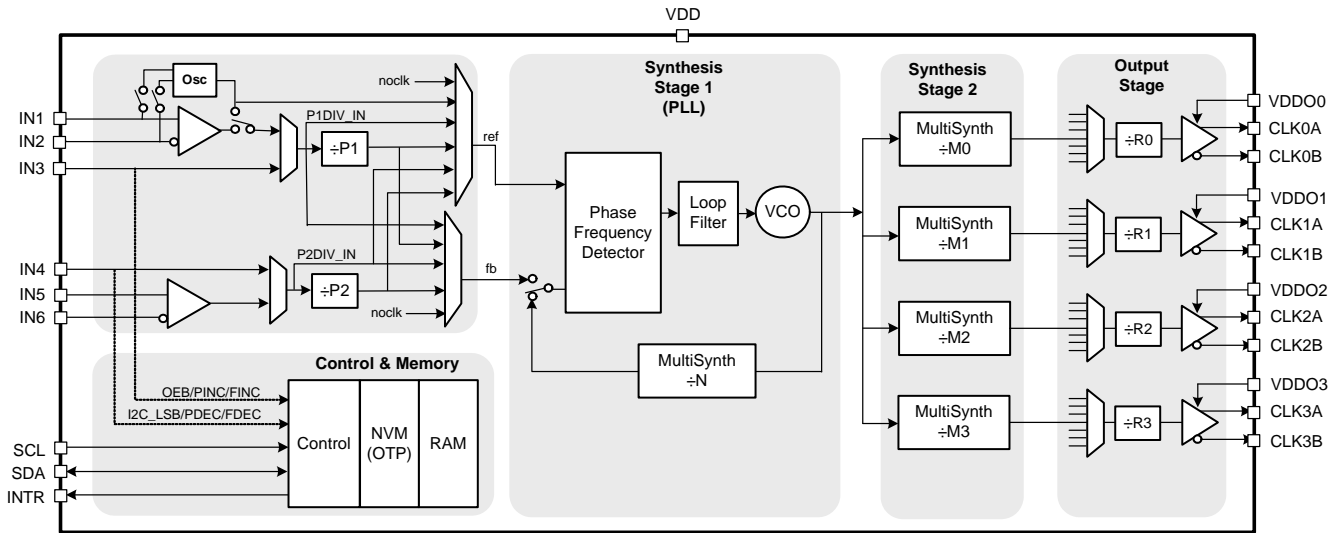 VDD
Osc
noclk
Synthesis
Stage 1
(PLL)
Synthesis
Stage 2
Output
Stage
IN1
IN2
IN3
P1DIV_IN
÷P1
ref
IN4
IN5
IN6
P2DIV_IN
÷P2
noclk
fb
Phase
Frequency
Detector
Loop
Filter
VCO
MultiSynth
÷N
MultiSynth
÷M0
MultiSynth
÷M1
MultiSynth
÷M2
MultiSynth
÷M3
÷R0
÷R1
÷R2
÷R3
VDDO0
CLK0A
CLK0B
VDDO1
CLK1A
CLK1B
VDDO2
CLK2A
CLK2B
VDDO3
CLK3A
CLK3B
Control & Memory
OEB/PINC/FINC
I2C_LSB/PDEC/FDEC
Control
NVM
(OTP)
RAM
SCL
SDA
INTR